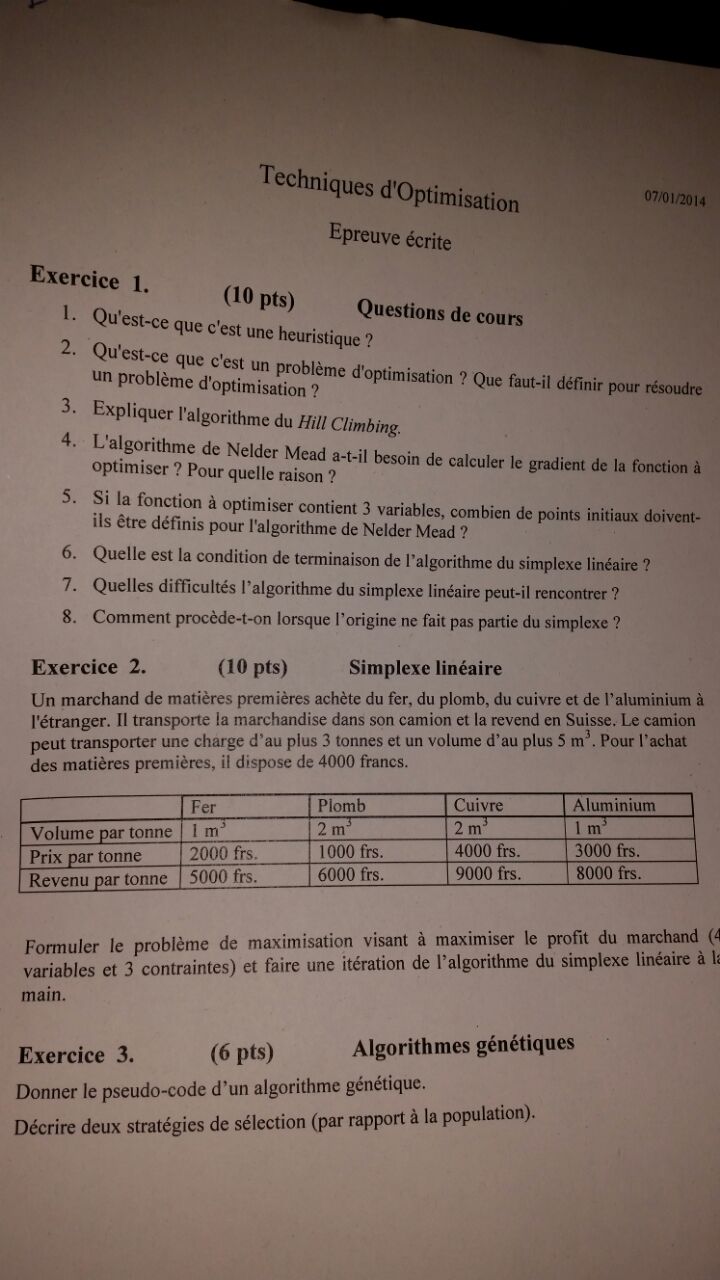 Techniques d'Optimisation
07/01/2014
Epreuve écrite
Exercice 1. (10 pts) Questions de cours
1. Qu'est-ce que c'est une heuristique ?
2. Qu'est-ce que c'est un problème d'optimisation ? Que faut-il définir pour résoudre
un problème d'optimisation ?
3. Expliquer l'algorithme du Hill Climbing.
4. L'algorithme de Nelder Mead a-t-il besoin de calculer le gradient de la fonction à
optimiser ? Pour quelle raison ?
5. Si la fonction à optimiser contient 3 variables, combien de points initiaux doivent-
ils être définis pour l'algorithme de Nelder Mead ?
6. Quelle est la condition de terminaison de l'algorithme du simplexe linéaire ?
7. Quelles difficultés l'algorithme du simplexe linéaire peut-il rencontrer ?
8. Comment procède-t-on lorsque l'origine ne fait pas partie du simplexe ?
Exercice 2. (10 pts) Simplexe linéaire
Un marchand de matières premières achète du fer, du plomb, du cuivre et de l'aluminium à
l'étranger. Il transporte la marchandise dans son camion et la revend en Suisse. Le camion
peut transporter une charge d'au plus 3 tonnes et un volume d'au plus 5 m³. Pour l'achat
des matières premières, il dispose de 4000 francs.
Fer Plomb Cuivre Aluminium
Volume par tonne 1 m³ 2 m³ 2 m³ 1 m³
Prix par tonne 2000 frs. 1000 frs. 4000 frs. 3000 frs.
Revenu par tonne 5000 frs. 6000 frs. 9000 frs. 8000 frs.
Formuler le problème de maximisation visant à maximiser le profit du marchand (4
variables et 3 contraintes) et faire une itération de l'algorithme du simplexe linéaire à la
main.
Exercice 3. (6 pts) Algorithmes génétiques
Donner le pseudo-code d'un algorithme génétique.
Décrire deux stratégies de sélection (par rapport à la population).